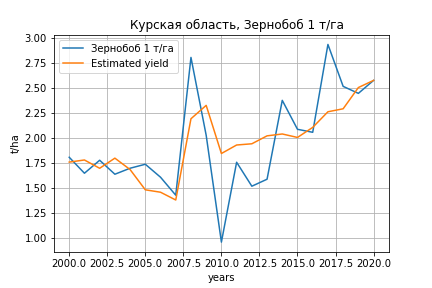 Курская область, Зернобоб 1 т/га
Зернобоб 1 т/га
Estimated yield
3.00
2.75
2.50
2.25
2.00
1.75
1.50
1.25
1.00
t/ha
2000.0 2002.5 2005.0 2007.5 2010.0 2012.5 2015.0 2017.5 2020.0
years